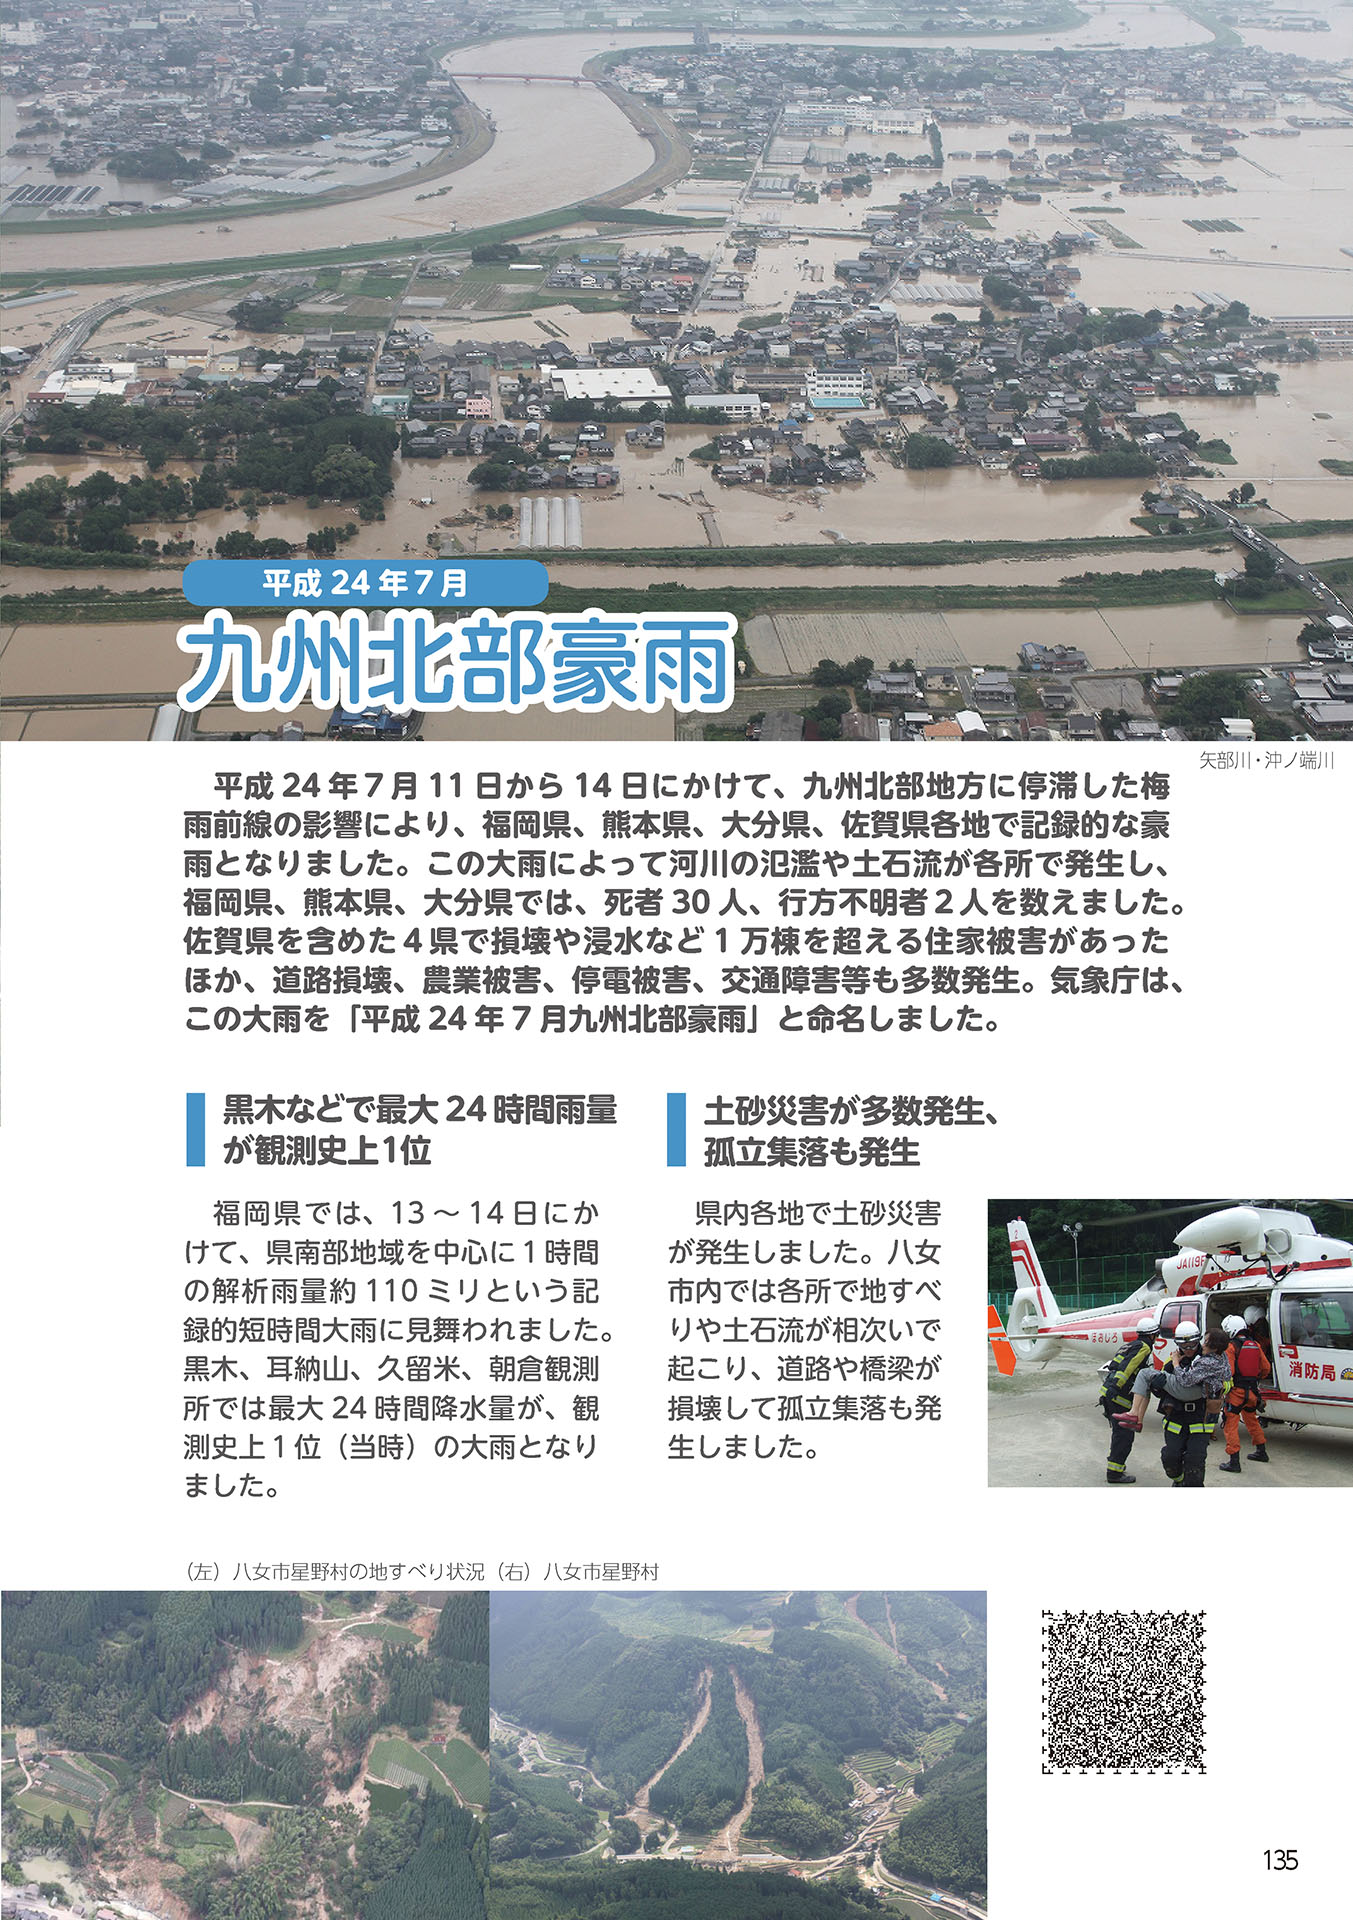 平成 24 年 7 月
九州北部豪雨
矢部川・沖ノ端川
平成 24 年 7 月 11 日から 14 日にかけて、九州北部地方に停滞した梅
雨前線の影響により、福岡県、熊本県、大分県、佐賀県各地で記録的な豪
雨となりました。この大雨によって河川の氾濫や土石流が各所で発生し、
福岡県、熊本県、大分県では、死者 30 人、行方不明者 2 人を数えました。
佐賀県を含めた 4 県で損壊や浸水など 1 万棟を超える住家被害があった
ほか、道路損壊、農業被害、停電被害、交通障害等も多数発生。気象庁は、
この大雨を「平成 24 年 7 月九州北部豪雨」と命名しました。
黒木などで最大 24 時間雨量
が観測史上1位
福岡県では、13 ～ 14 日にか
けて、県南部地域を中心に 1 時間
の解析雨量約 110 ミリという記
録的短時間大雨に見舞われました。
黒木、耳納山、久留米、朝倉観測
所では最大 24 時間降水量が、観
測史上 1 位（当時）の大雨となり
ました。
土砂災害が多数発生、
孤立集落も発生
県内各地で土砂災害
が発生しました。八女
市内では各所で地すべ
りや土石流が相次いで
起こり、道路や橋梁が
損壊して孤立集落も発
生しました。
JA119F
ほおじろ
消防局
（左）八女市星野村の地すべり状況（右）八女市星野村
135